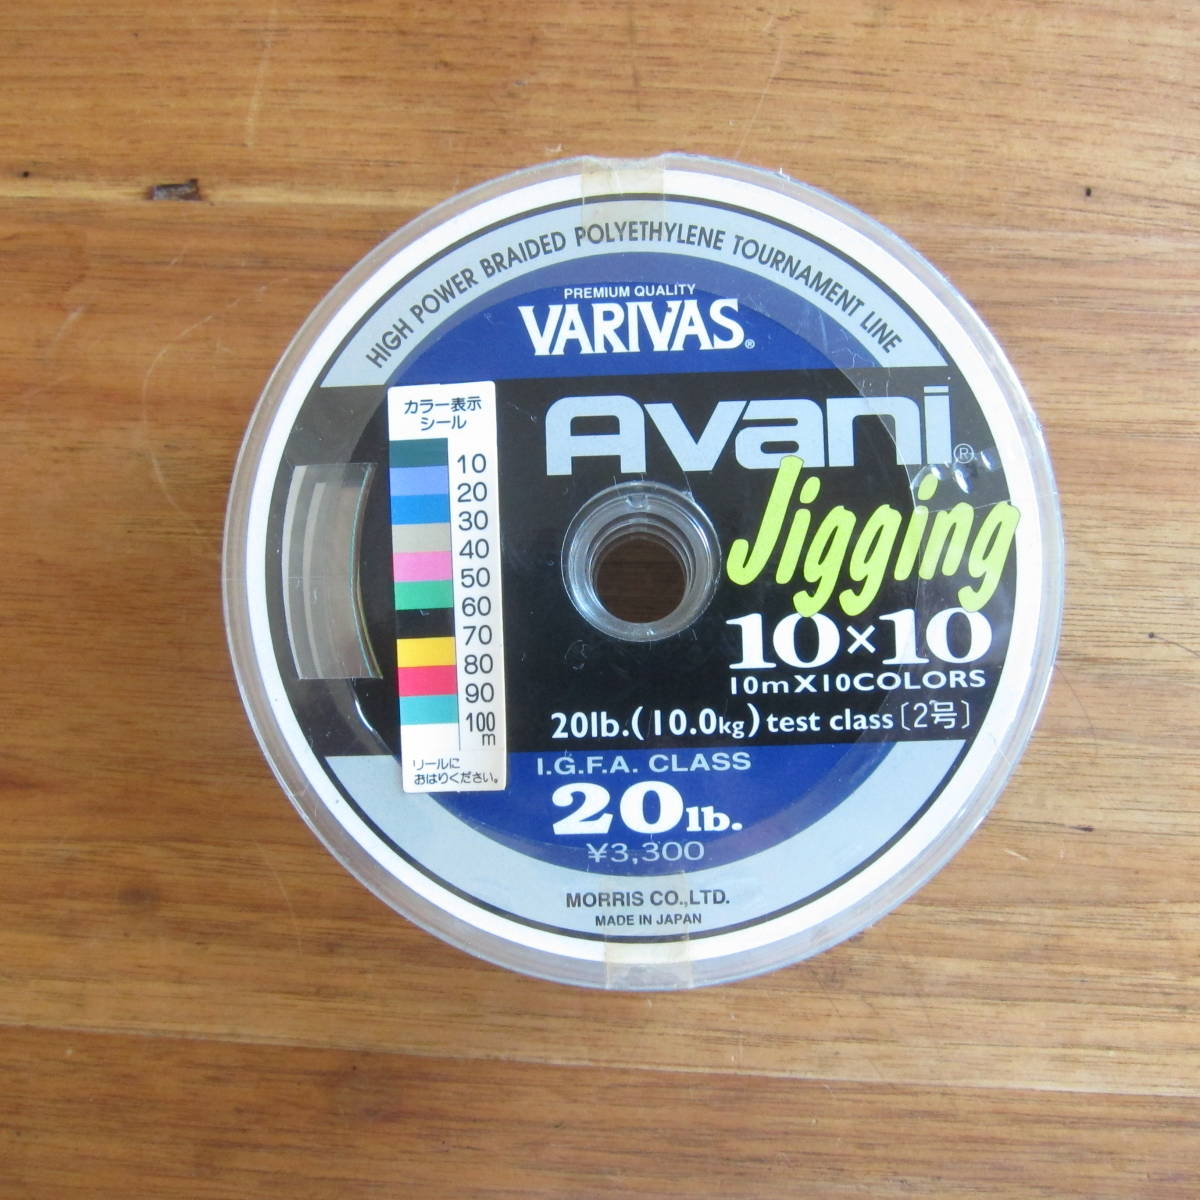 HIGH POWER BRAIDED POLYETHYLENE TOURNAMENT LINE
PREMIUM QUALITY
VARIVAS®
Avani®
Jigging
10×10
10m X 10COLORS
20lb.(10.0kg) test class〔2号〕
I.G.F.A. CLASS
20lb.
¥3,300
MORRIS CO.,LTD.
MADE IN JAPAN
カラー表示
シール
10
20
30
40
50
60
70
80
90
100
m
リールに
おはりください。